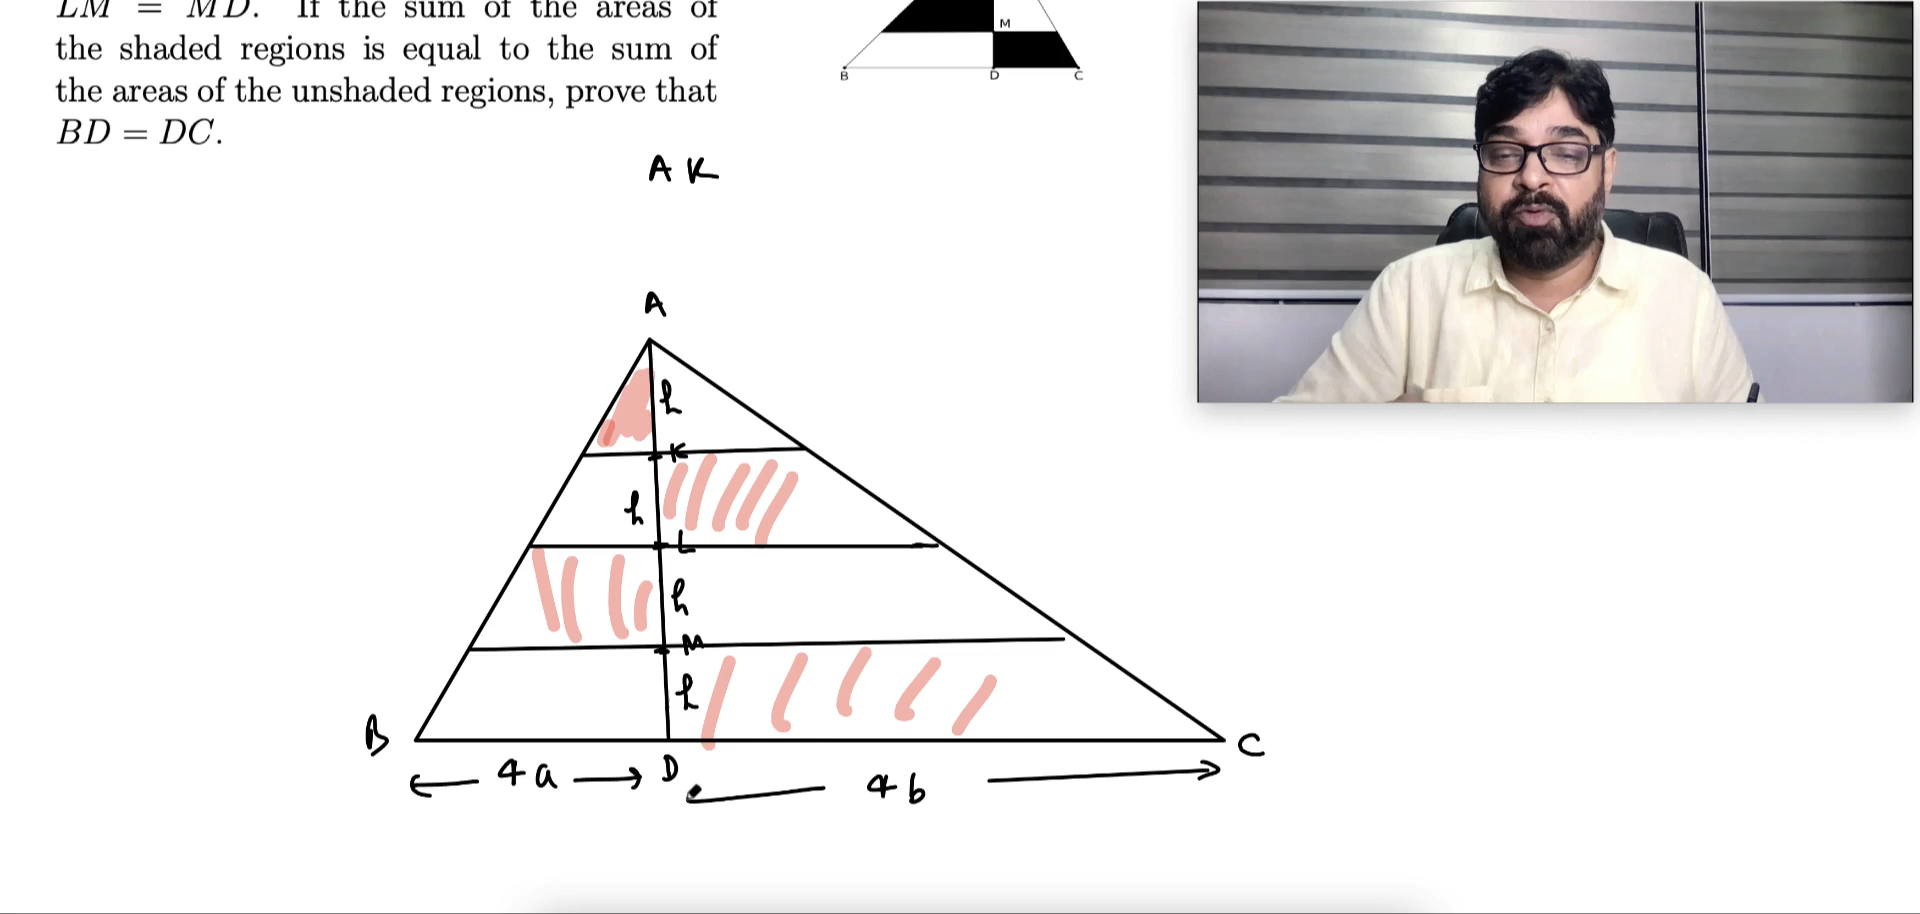 LM = MD. If the sum of the areas of
the shaded regions is equal to the sum of
the areas of the unshaded regions, prove that
BD = DC.
M
B D C
A K
A
h
K
h
L
h
M
h
B D C
4a
4b